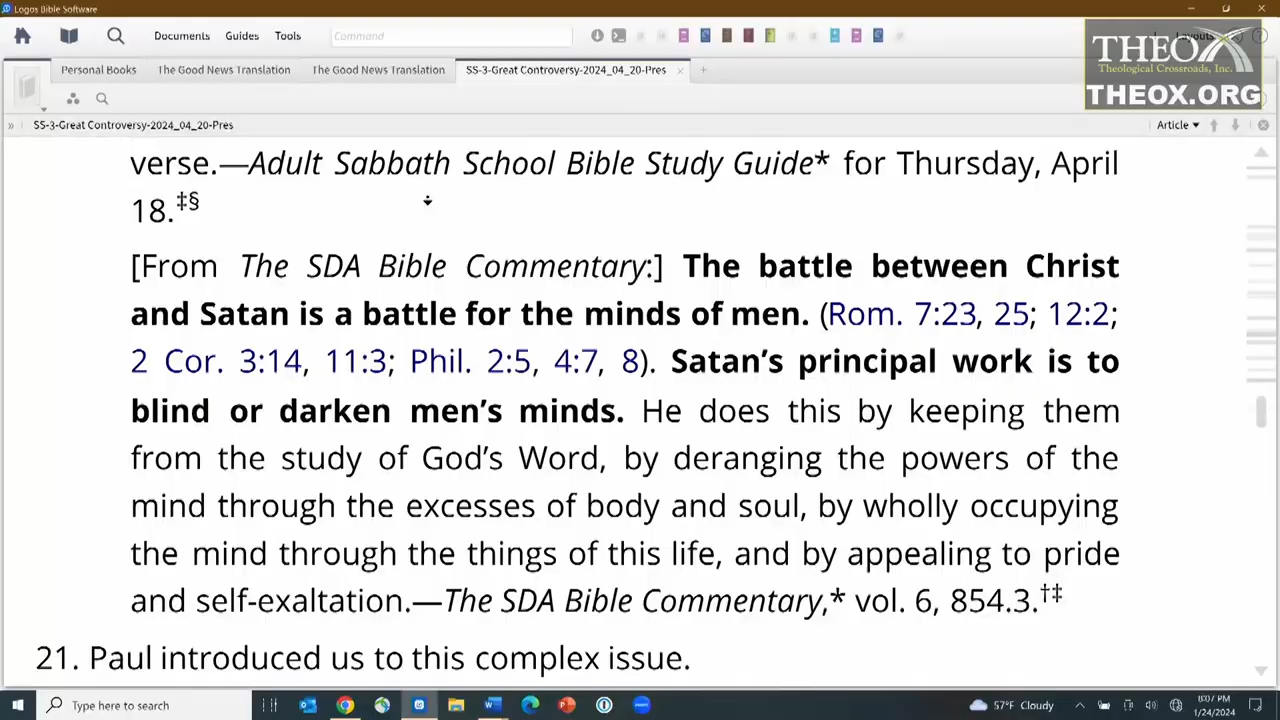 Logos Bible Software
Documents Guides Tools Command Layouts
THEOX
Theological Crossroads, Inc.
THEOX.ORG
Personal Books The Good News Translation The Good News Translati SS-3-Great Controversy-2024_04_20-Pres
SS-3-Great Controversy-2024_04_20-Pres Article
verse.—Adult Sabbath School Bible Study Guide* for Thursday, April
18.‡§
[From The SDA Bible Commentary:] The battle between Christ
and Satan is a battle for the minds of men. (Rom. 7:23, 25; 12:2;
2 Cor. 3:14, 11:3; Phil. 2:5, 4:7, 8). Satan’s principal work is to
blind or darken men’s minds. He does this by keeping them
from the study of God’s Word, by deranging the powers of the
mind through the excesses of body and soul, by wholly occupying
the mind through the things of this life, and by appealing to pride
and self-exaltation.—The SDA Bible Commentary,* vol. 6, 854.3.†‡
21. Paul introduced us to this complex issue.
Type here to search 57°F Cloudy 8:07 PM
1/24/2024